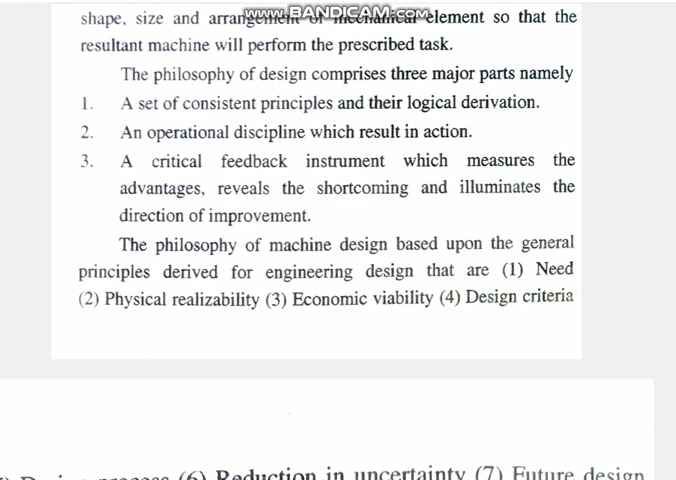 www.BANDICAM.com
shape, size and arrangement of mechanical element so that the
resultant machine will perform the prescribed task.
The philosophy of design comprises three major parts namely
1. A set of consistent principles and their logical derivation.
2. An operational discipline which result in action.
3. A critical feedback instrument which measures the
advantages, reveals the shortcoming and illuminates the
direction of improvement.
The philosophy of machine design based upon the general
principles derived for engineering design that are (1) Need
(2) Physical realizability (3) Economic viability (4) Design criteria
process (6) Reduction in uncertainty (7) Future design